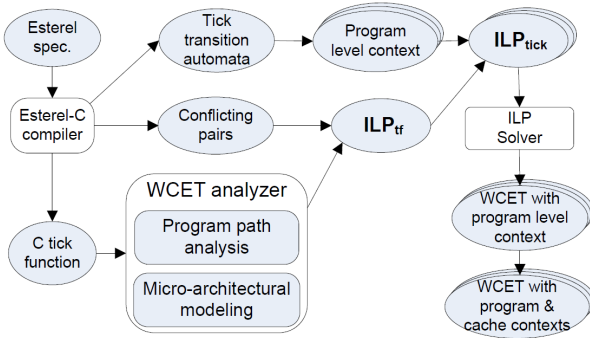 Esterel
spec.
Tick
transition
automata
Program
level context
ILPtick
Esterel-C
compiler
Conflicting
pairs
ILPtf
ILP
Solver
WCET analyzer
Program path
analysis
Micro-architectural
modeling
C tick
function
WCET with
program level
context
WCET with
program &
cache contexts